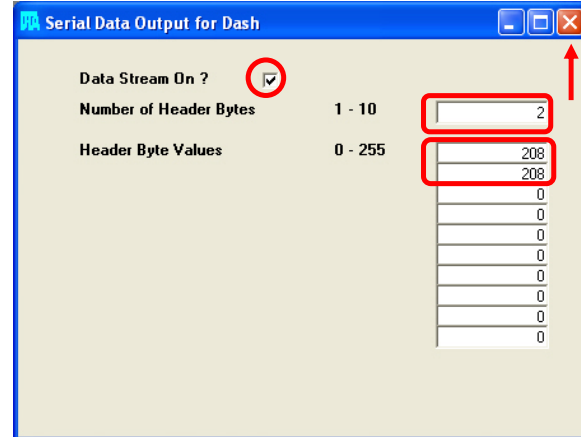 Serial Data Output for Dash
Data Stream On ?
Number of Header Bytes 1 - 10 2
Header Byte Values 0 - 255 208
208
0
0
0
0
0
0
0
0